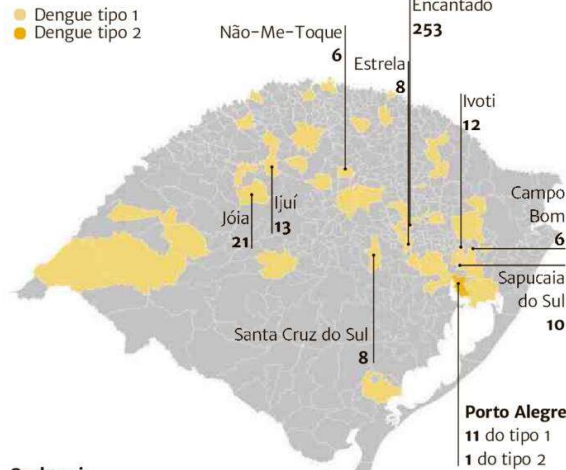 Dengue tipo 1
Dengue tipo 2
Encantado
253
Não-Me-Toque
6
Estrela
8
Ivoti
12
Campo
Bom
6
Jóia
21
Ijuí
13
Sapucaia
do Sul
10
Santa Cruz do Sul
8
Porto Alegre
11 do tipo 1
1 do tipo 2